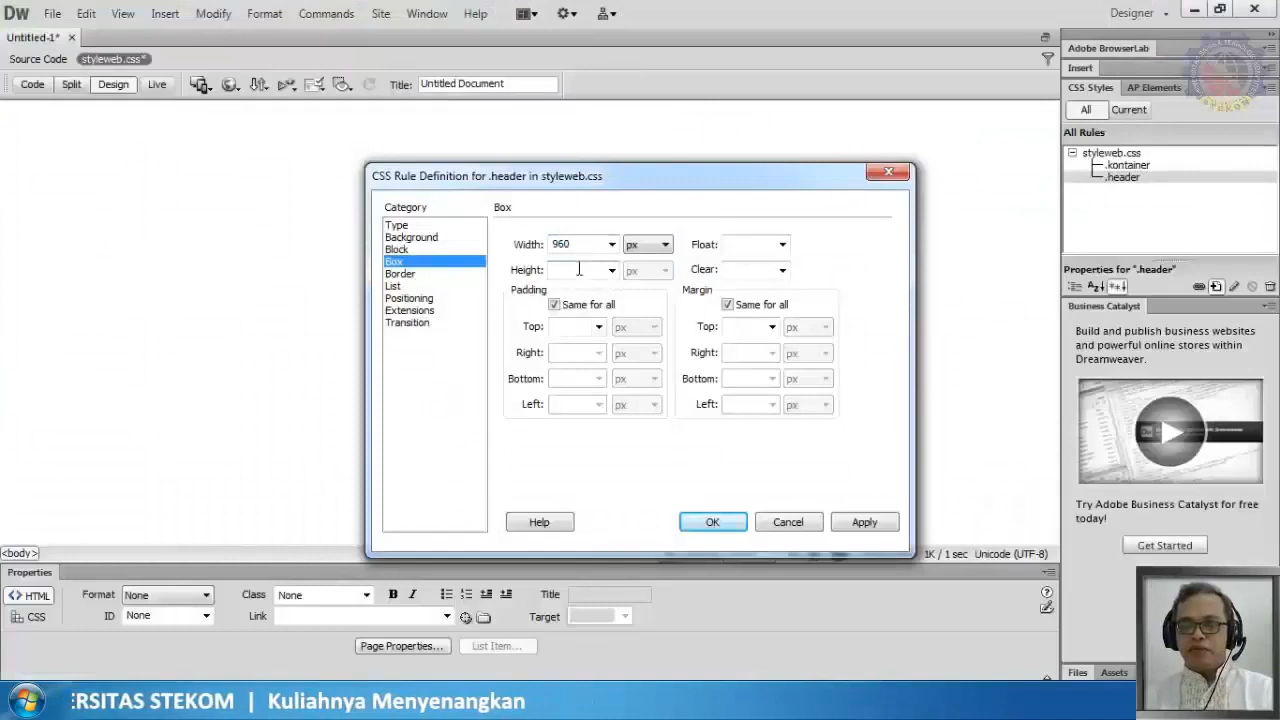 Dw File Edit View Insert Modify Format Commands Site Window Help Designer
Untitled-1*
Source Code styleweb.css*
Code Split Design Live Title: Untitled Document
CSS Rule Definition for .header in styleweb.css
Category
Type
Background
Block
Box
Border
List
Positioning
Extensions
Transition
Box
Width: 960 px Float:
Height: px Clear:
Padding Margin
Same for all Same for all
Top: px Top: px
Right: px Right: px
Bottom: px Bottom: px
Left: px Left: px
Help OK Cancel Apply
Adobe BrowserLab
Insert
CSS Styles AP Elements
All Current
All Rules
styleweb.css
.kontainer
.header
Properties for ".header"
Business Catalyst
Build and publish business websites
and powerful online stores within
Dreamweaver.
Try Adobe Business Catalyst for free
today!
Get Started
Files Assets
<body> 1K / 1 sec Unicode (UTF-8)
Properties
HTML Format None Class None B I Title
CSS ID None Link Target
Page Properties... List Item...
ERSITAS STEKOM | Kuliahnya Menyenangkan
STEKOM